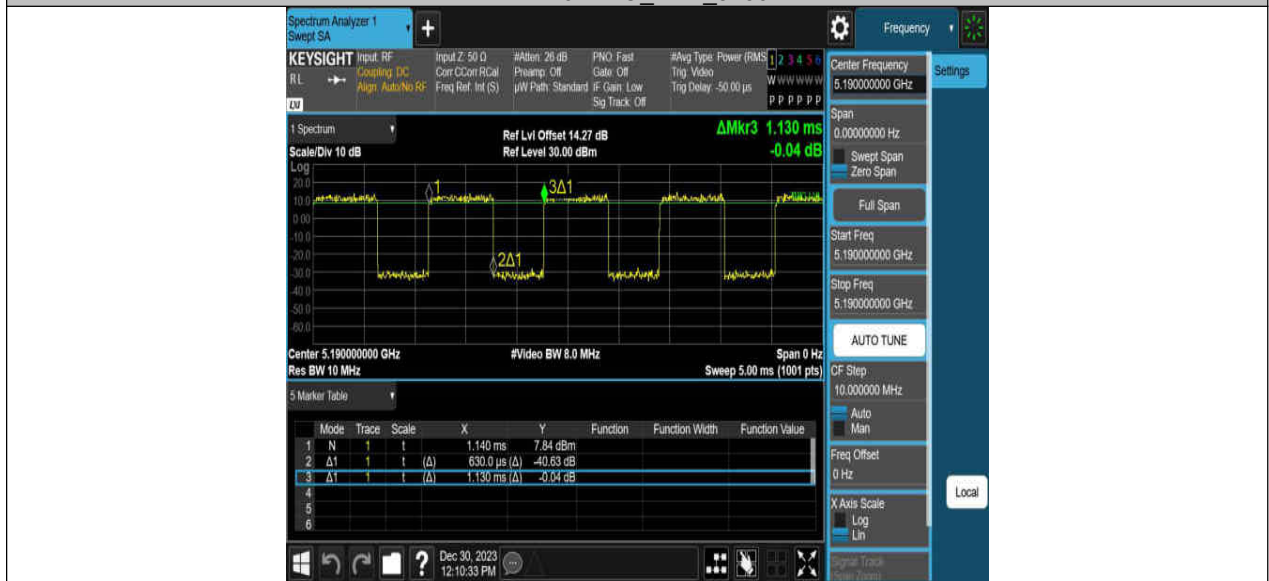 Spectrum Analyzer 1
Swept SA
+
Frequency
KEYSIGHT
RL
LXI
Input: RF
Coupling: DC
Align: Auto/No RF
Input Z: 50 Ω
Corr CCorr RCal
Freq Ref: Int (S)
#Atten: 26 dB
Preamp: Off
µW Path: Standard
PNO: Fast
Gate: Off
IF Gain: Low
Sig Track: Off
#Avg Type: Power (RMS
Trig: Video
Trig Delay: -50.00 µs
1 2 3 4 5 6
W W W W W W
P P P P P P
Center Frequency
5.190000000 GHz
Settings
Span
0.00000000 Hz
Swept Span
Zero Span
Full Span
Start Freq
5.190000000 GHz
Stop Freq
5.190000000 GHz
AUTO TUNE
CF Step
10.000000 MHz
Auto
Man
Freq Offset
0 Hz
X Axis Scale
Log
Lin
Signal Track
(Span Zoom)
Local
1 Spectrum
Scale/Div 10 dB
Log
Ref Lvl Offset 14.27 dB
Ref Level 30.00 dBm
ΔMkr3 1.130 ms
-0.04 dB
20.0
10.0
0.00
-10.0
-20.0
-30.0
-40.0
-50.0
-60.0
1
3Δ1
2Δ1
Center 5.190000000 GHz
Res BW 10 MHz
#Video BW 8.0 MHz
Span 0 Hz
Sweep 5.00 ms (1001 pts)
5 Marker Table
Mode Trace Scale X Y Function Function Width Function Value
1 N 1 t 1.140 ms 7.84 dBm
2 Δ1 1 t (Δ) 630.0 µs (Δ) -40.63 dB
3 Δ1 1 t (Δ) 1.130 ms (Δ) -0.04 dB
4
5
6
?
Dec 30, 2023
12:10:33 PM